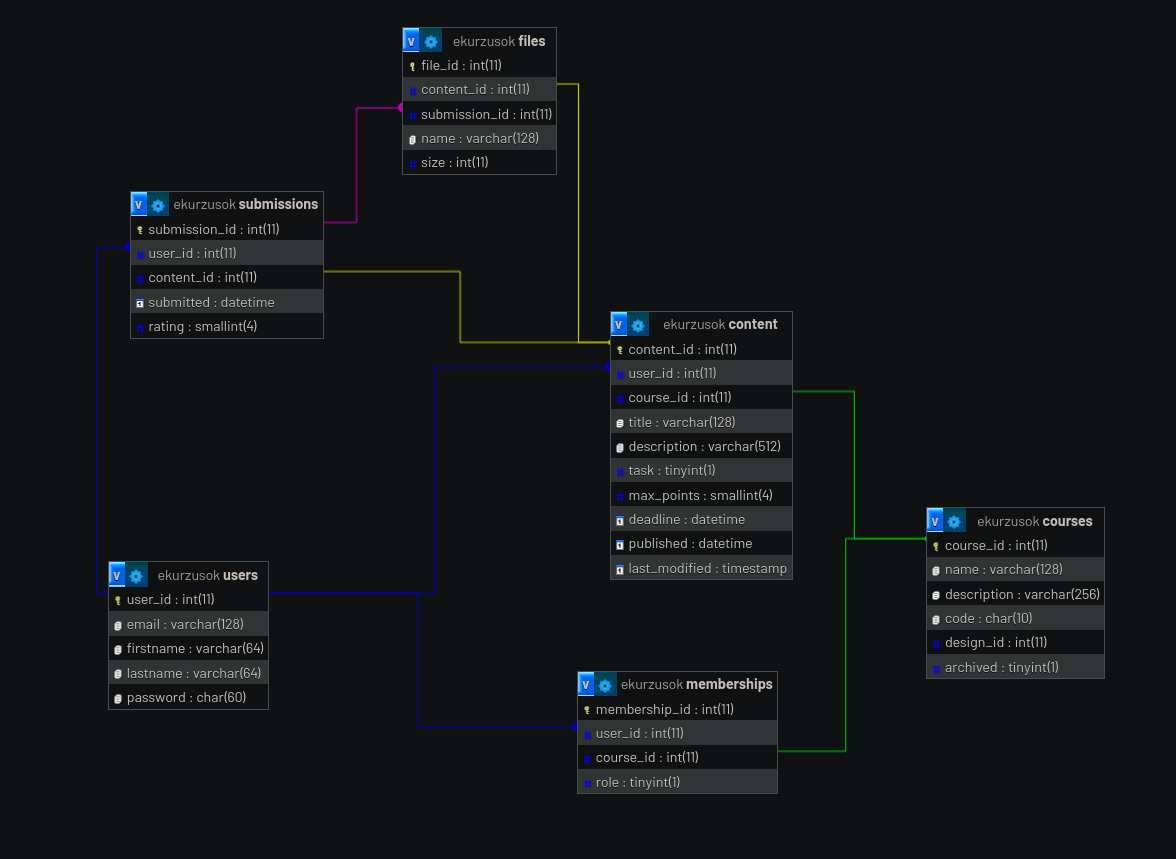 v ekurzusok files
file_id : int(11)
content_id : int(11)
submission_id : int(11)
name : varchar(128)
size : int(11)
v ekurzusok submissions
submission_id : int(11)
user_id : int(11)
content_id : int(11)
submitted : datetime
rating : smallint(4)
v ekurzusok content
content_id : int(11)
user_id : int(11)
course_id : int(11)
title : varchar(128)
description : varchar(512)
task : tinyint(1)
max_points : smallint(4)
deadline : datetime
published : datetime
last_modified : timestamp
v ekurzusok courses
course_id : int(11)
name : varchar(128)
description : varchar(256)
code : char(10)
design_id : int(11)
archived : tinyint(1)
v ekurzusok users
user_id : int(11)
email : varchar(128)
firstname : varchar(64)
lastname : varchar(64)
password : char(60)
v ekurzusok memberships
membership_id : int(11)
user_id : int(11)
course_id : int(11)
role : tinyint(1)